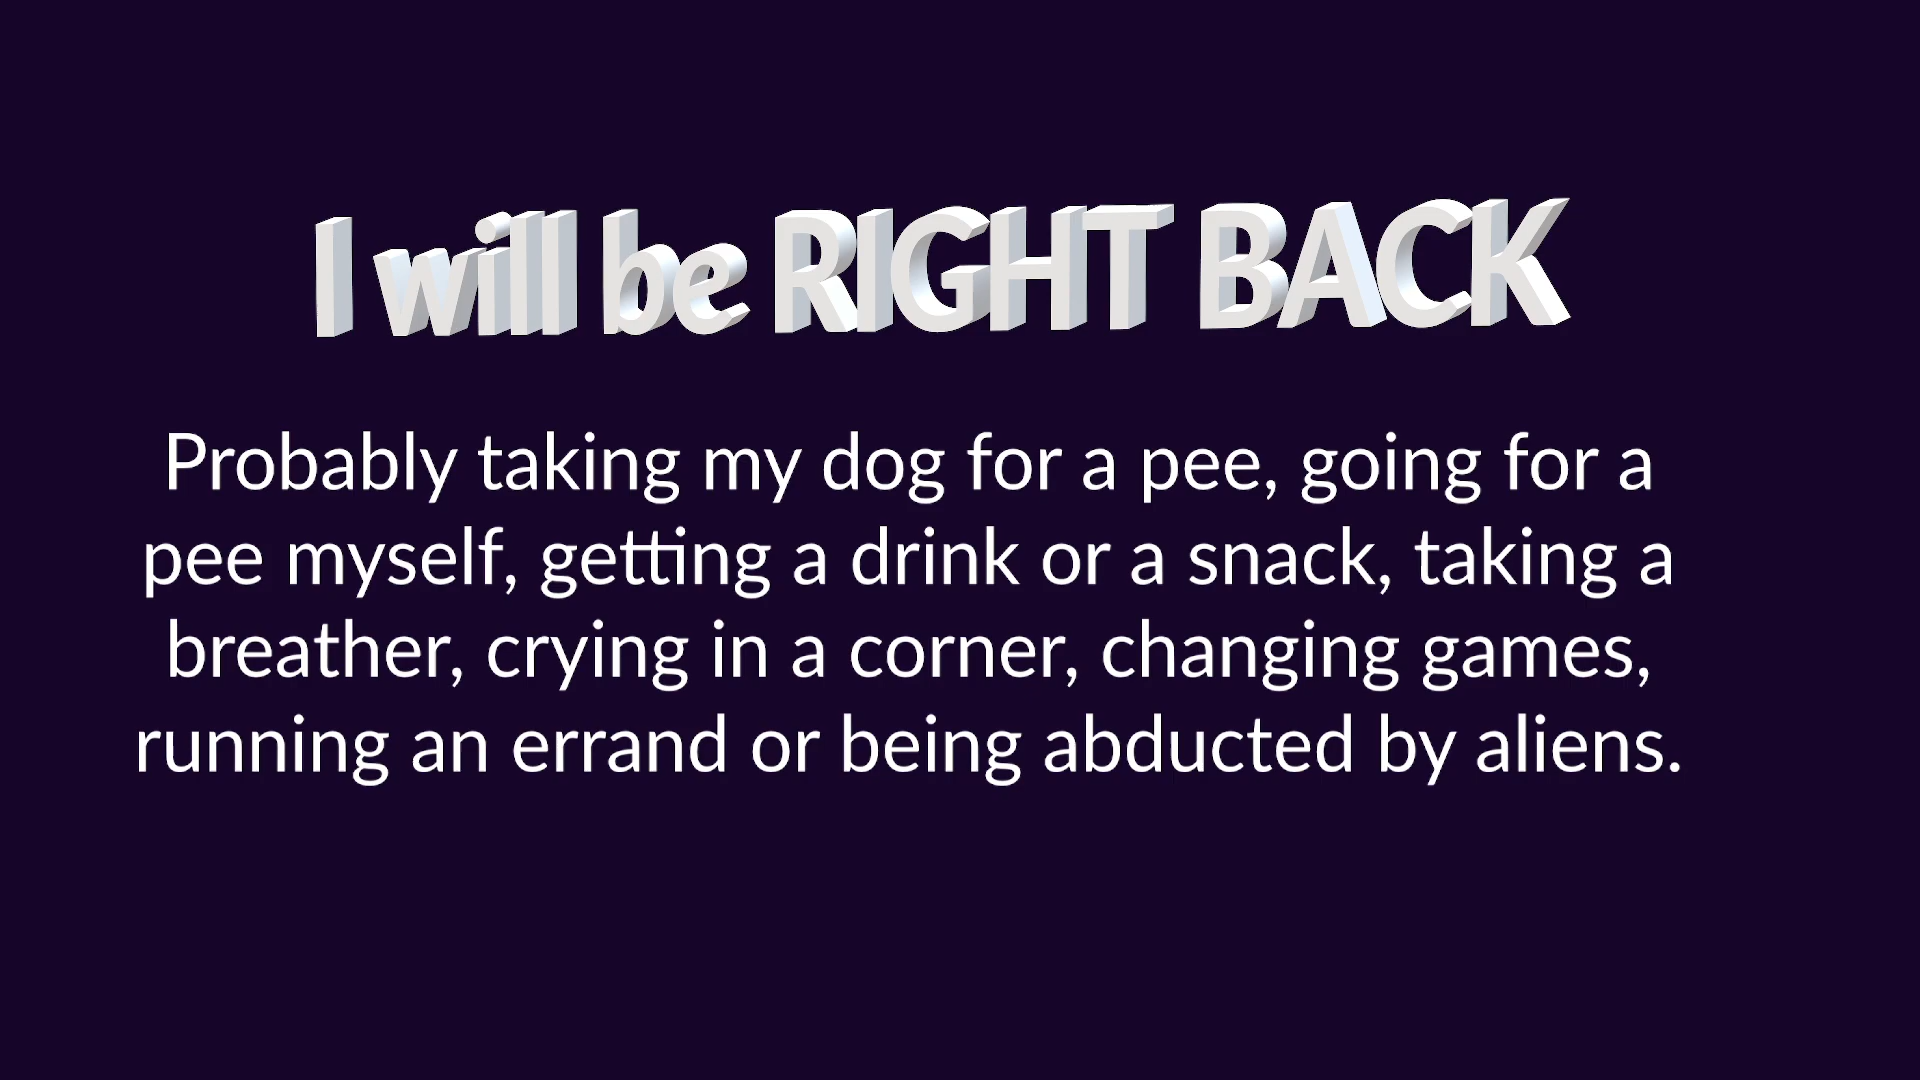 I will be RIGHT BACK
Probably taking my dog for a pee, going for a
pee myself, getting a drink or a snack, taking a
breather, crying in a corner, changing games,
running an errand or being abducted by aliens.